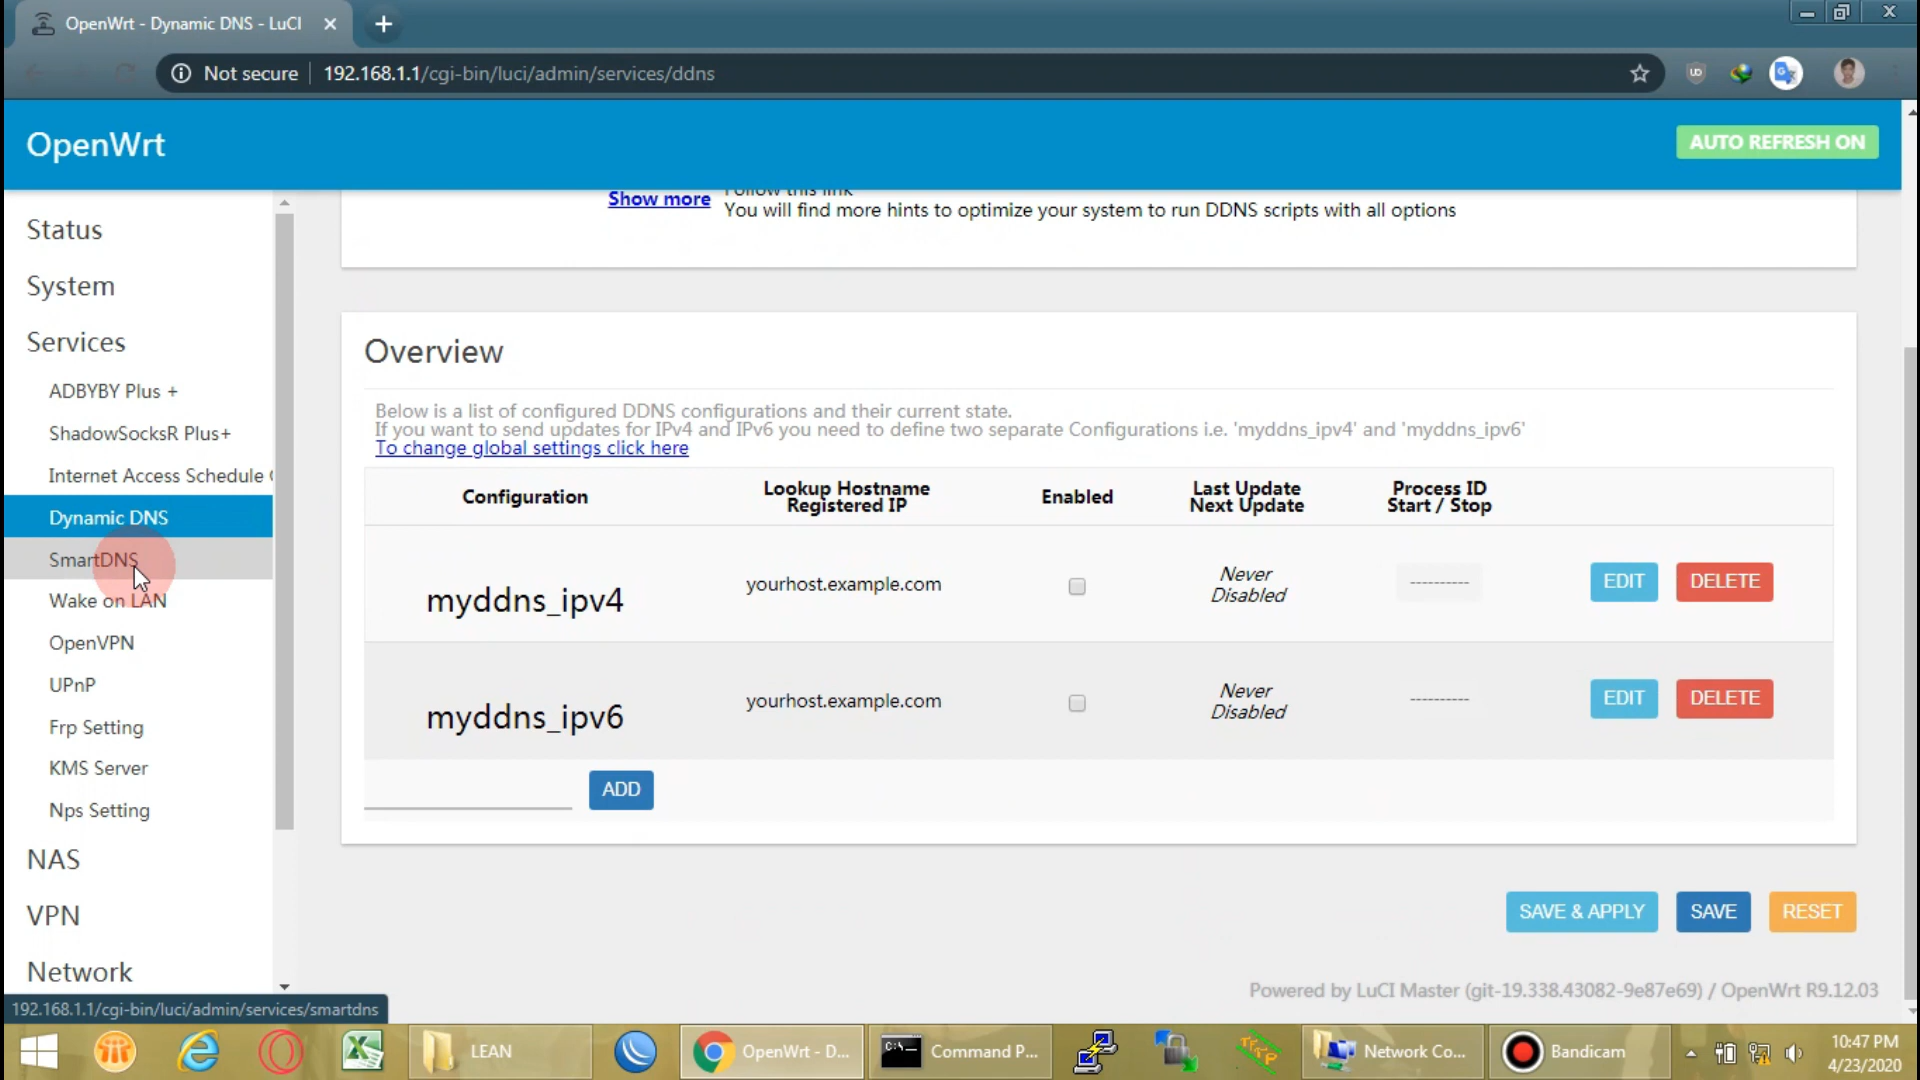 OpenWrt - Dynamic DNS - LuCI
Not secure
192.168.1.1/cgi-bin/luci/admin/services/ddns
OpenWrt
AUTO REFRESH ON
Status
System
Services
ADBYBY Plus +
ShadowSocksR Plus+
Internet Access Schedule
Dynamic DNS
SmartDNS
Wake on LAN
OpenVPN
UPnP
Frp Setting
KMS Server
Nps Setting
NAS
VPN
Network
Show more
Follow this link
You will find more hints to optimize your system to run DDNS scripts with all options
Overview
Below is a list of configured DDNS configurations and their current state.
If you want to send updates for IPv4 and IPv6 you need to define two separate Configurations i.e. 'myddns_ipv4' and 'myddns_ipv6'
To change global settings click here
Configuration
Lookup Hostname
Registered IP
Enabled
Last Update
Next Update
Process ID
Start / Stop
myddns_ipv4
yourhost.example.com
Never
Disabled
----------
EDIT
DELETE
myddns_ipv6
yourhost.example.com
Never
Disabled
----------
EDIT
DELETE
ADD
SAVE & APPLY
SAVE
RESET
Powered by LuCI Master (git-19.338.43082-9e87e69) / OpenWrt R9.12.03
192.168.1.1/cgi-bin/luci/admin/services/smartdns
LEAN
OpenWrt - D...
Command P...
Network Co...
Bandicam
10:47 PM
4/23/2020